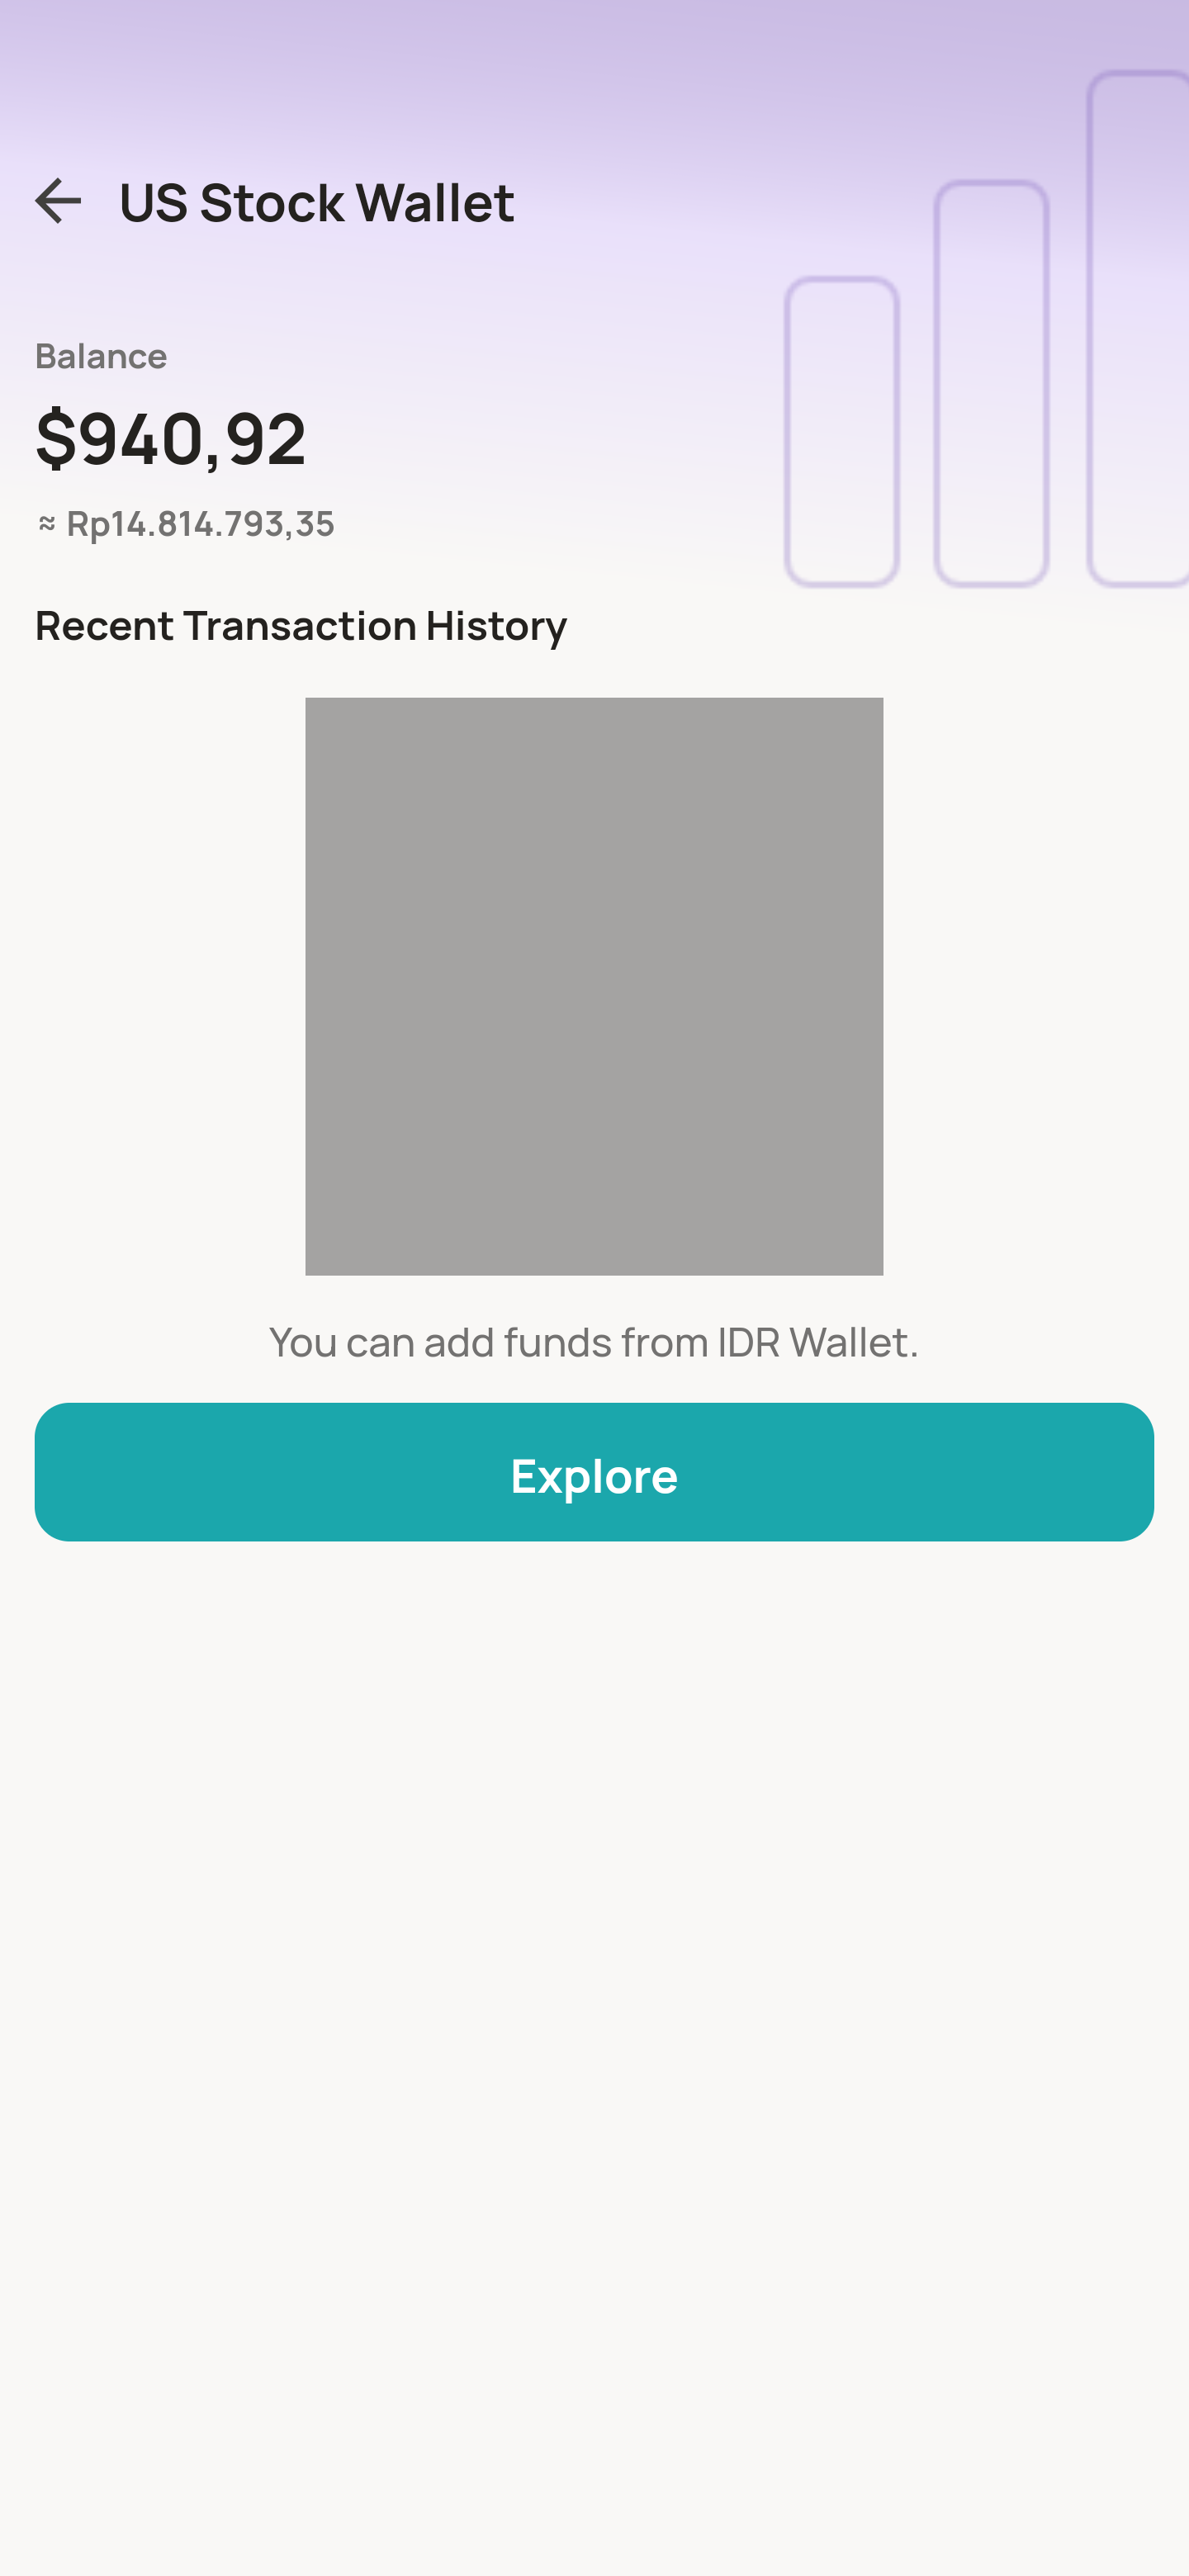 US Stock Wallet
Balance
$940,92
≈ Rp14.814.793,35
Recent Transaction History
You can add funds from IDR Wallet.
Explore